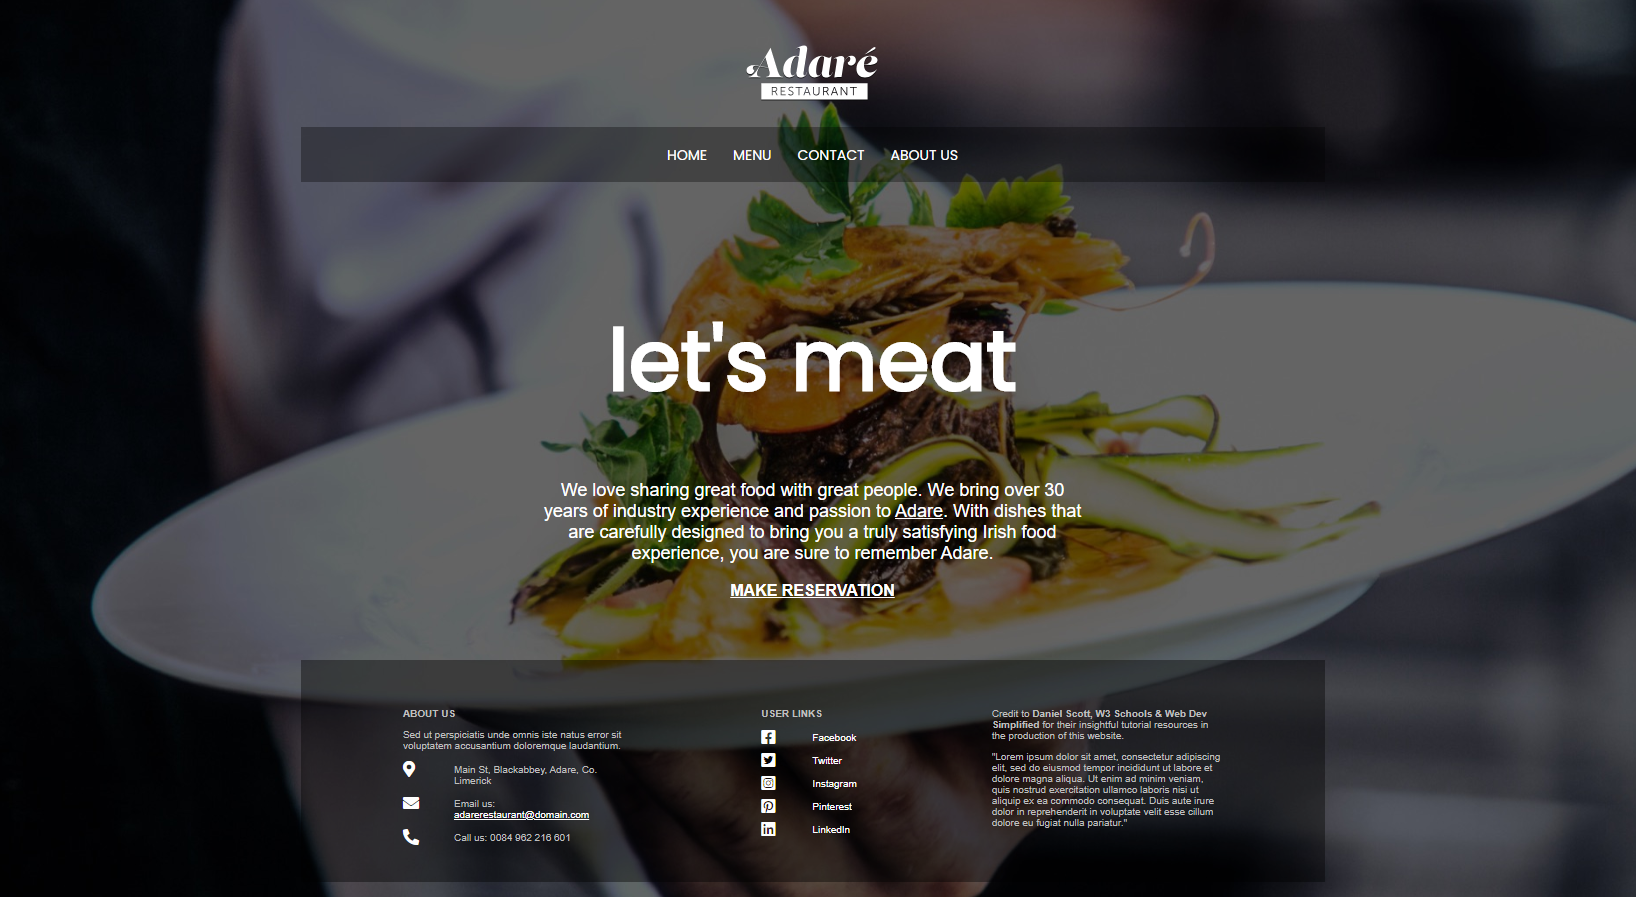 Adaré
RESTAURANT
HOME MENU CONTACT ABOUT US
let's meat
We love sharing great food with great people. We bring over 30
years of industry experience and passion to Adare. With dishes that
are carefully designed to bring you a truly satisfying Irish food
experience, you are sure to remember Adare.
MAKE RESERVATION
ABOUT US
Sed ut perspiciatis unde omnis iste natus error sit
voluptatem accusantium doloremque laudantium.
Main St, Blackabbey, Adare, Co.
Limerick
Email us:
adarerestaurant@domain.com
Call us: 0084 962 216 601
USER LINKS
Facebook
Twitter
Instagram
Pinterest
LinkedIn
Credit to Daniel Scott, W3 Schools & Web Dev
Simplified for their insightful tutorial resources in
the production of this website.
"Lorem ipsum dolor sit amet, consectetur adipiscing
elit, sed do eiusmod tempor incididunt ut labore et
dolore magna aliqua. Ut enim ad minim veniam,
quis nostrud exercitation ullamco laboris nisi ut
aliquip ex ea commodo consequat. Duis aute irure
dolor in reprehenderit in voluptate velit esse cillum
dolore eu fugiat nulla pariatur."